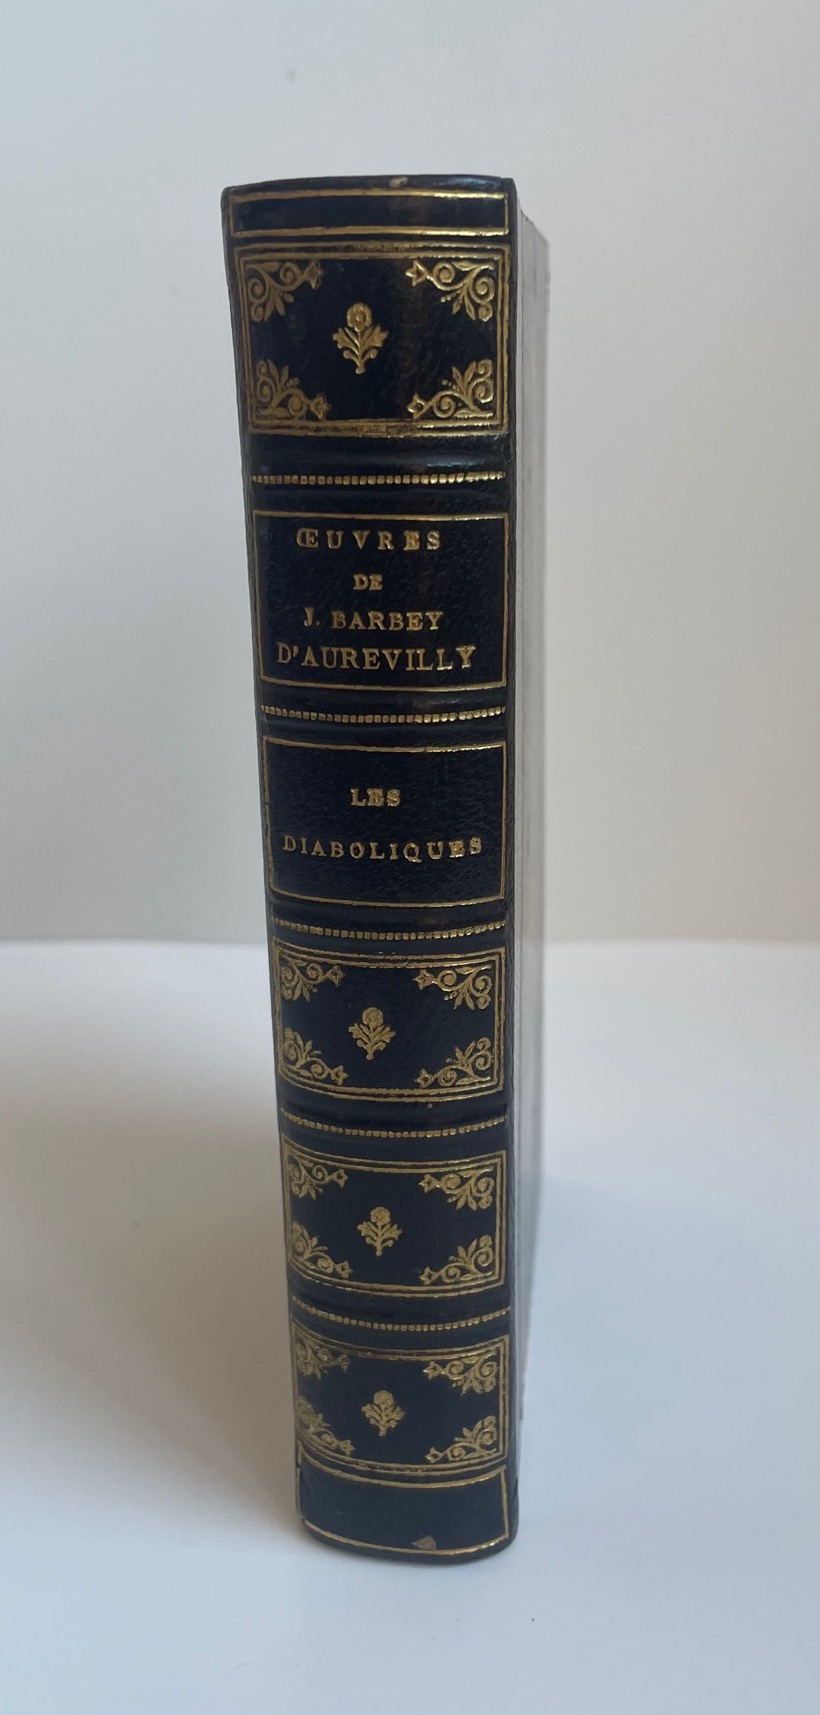 ŒUVRES
DE
J. BARBEY
D'AUREVILLY
LES
DIABOLIQUES